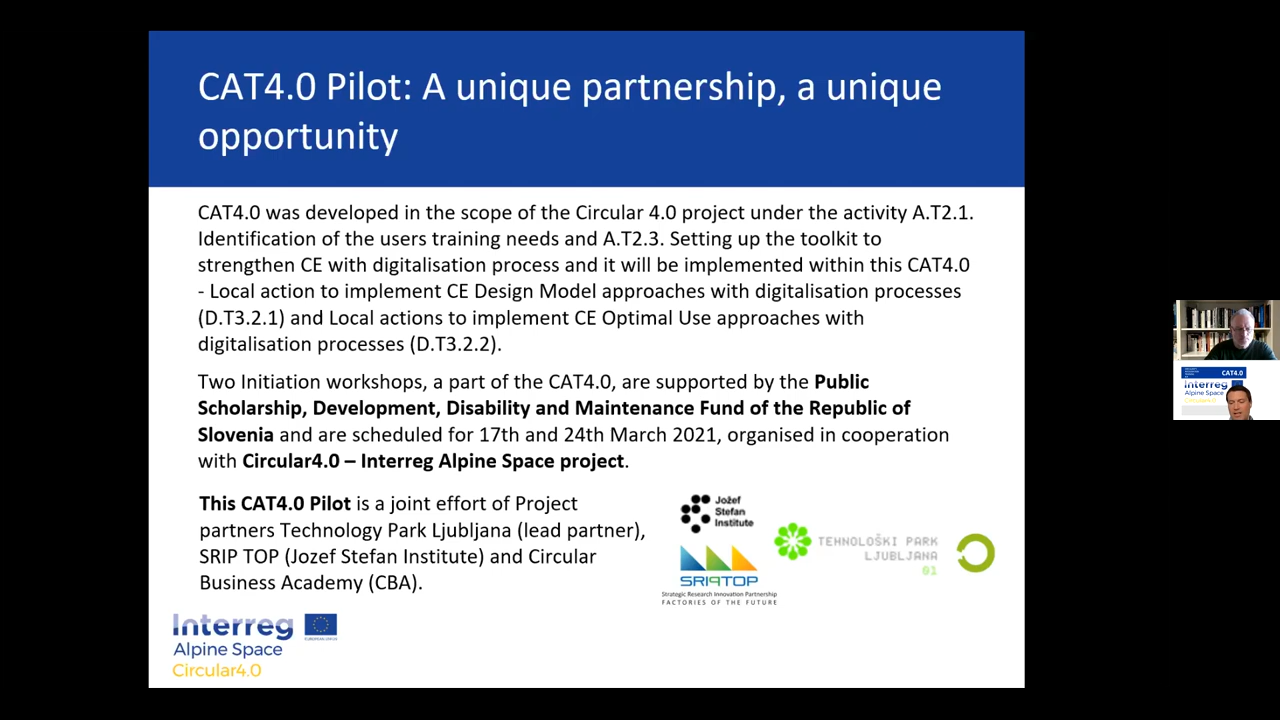 CAT4.0 Pilot: A unique partnership, a unique
opportunity
CAT4.0 was developed in the scope of the Circular 4.0 project under the activity A.T2.1.
Identification of the users training needs and A.T2.3. Setting up the toolkit to
strengthen CE with digitalisation process and it will be implemented within this CAT4.0
- Local action to implement CE Design Model approaches with digitalisation processes
(D.T3.2.1) and Local actions to implement CE Optimal Use approaches with
digitalisation processes (D.T3.2.2).
Two Initiation workshops, a part of the CAT4.0, are supported by the Public
Scholarship, Development, Disability and Maintenance Fund of the Republic of
Slovenia and are scheduled for 17th and 24th March 2021, organised in cooperation
with Circular4.0 – Interreg Alpine Space project.
This CAT4.0 Pilot is a joint effort of Project
partners Technology Park Ljubljana (lead partner),
SRIP TOP (Jozef Stefan Institute) and Circular
Business Academy (CBA).
Jožef
Stefan
Institute
SRIPTOP
Strategic Research Innovation Partnership
FACTORIES OF THE FUTURE
TEHNOLOŠKI PARK
LJUBLJANA
01
Interreg
EUROPEAN UNION
Alpine Space
Circular4.0
CAT4.0
Interreg
Alpine Space
Circular4.0